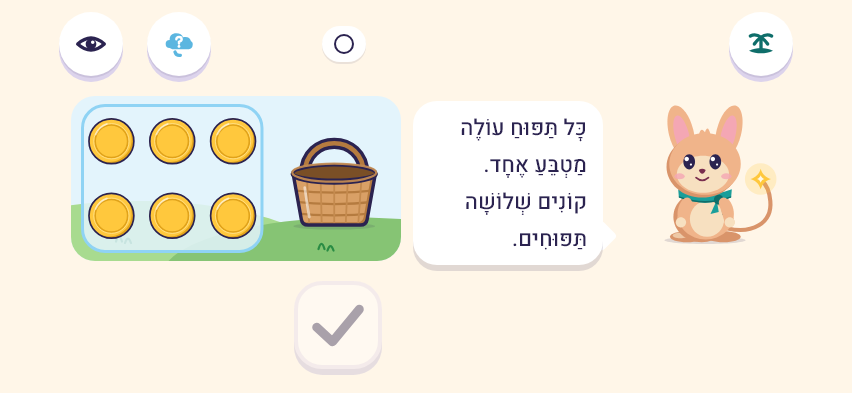 כָּל תַּפּוּחַ עוֹלֶה
מַטְבֵּעַ אֶחָד.
קוֹנִים שְׁלוֹשָׁה
תַּפּוּחִים.
?